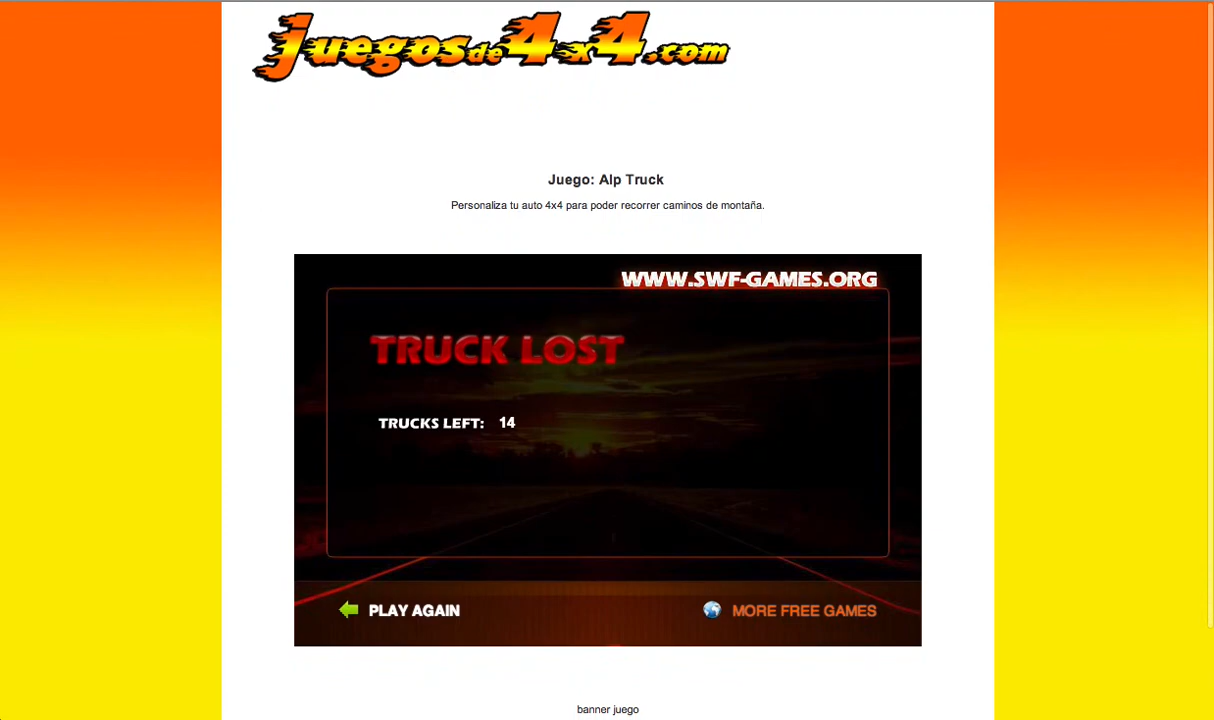 juegosde4x4.com
Juego: Alp Truck
Personaliza tu auto 4x4 para poder recorrer caminos de montaña.
WWW.SWF-GAMES.ORG
TRUCK LOST
TRUCKS LEFT: 14
PLAY AGAIN
MORE FREE GAMES
banner juego